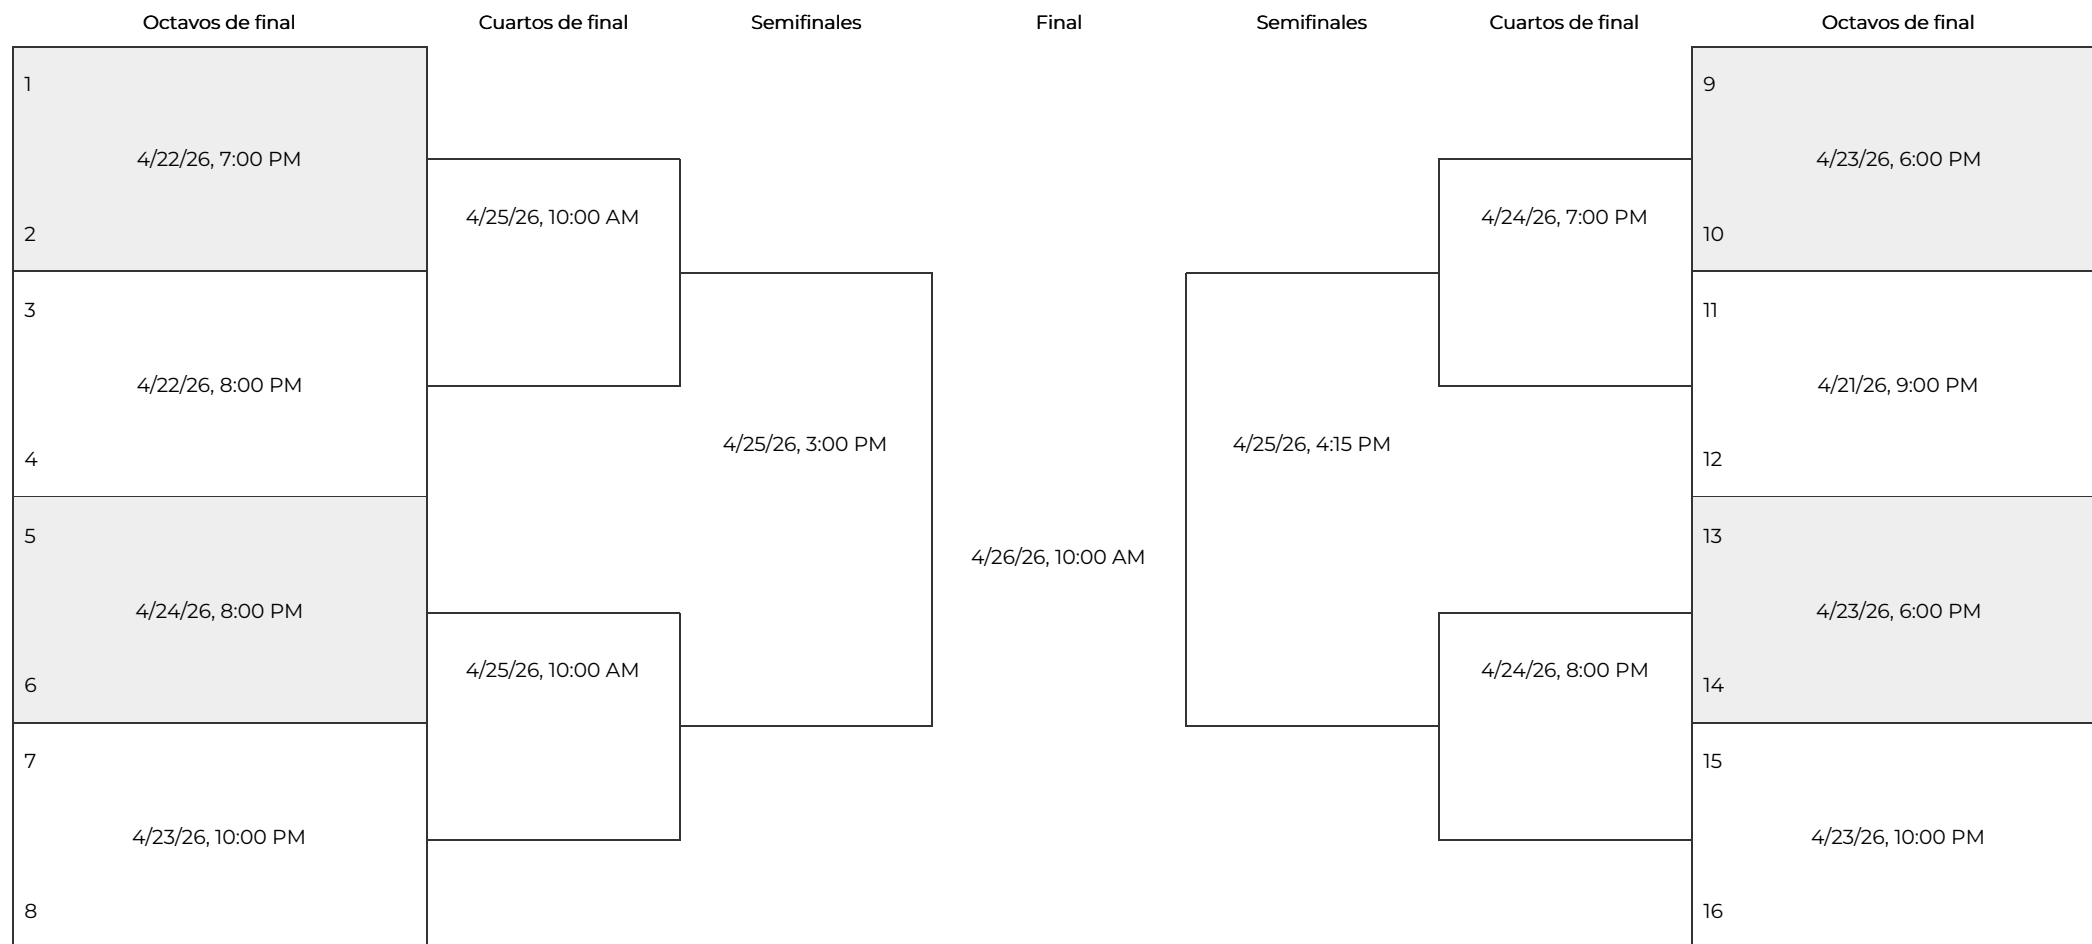 Octavos de final
Cuartos de final
Semifinales
Final
Semifinales
Cuartos de final
Octavos de final
1
4/22/26, 7:00 PM
2
3
4/22/26, 8:00 PM
4
5
4/24/26, 8:00 PM
6
7
4/23/26, 10:00 PM
8
4/25/26, 10:00 AM
4/25/26, 10:00 AM
4/25/26, 3:00 PM
4/26/26, 10:00 AM
4/25/26, 4:15 PM
4/24/26, 7:00 PM
4/24/26, 8:00 PM
9
4/23/26, 6:00 PM
10
11
4/21/26, 9:00 PM
12
13
4/23/26, 6:00 PM
14
15
4/23/26, 10:00 PM
16